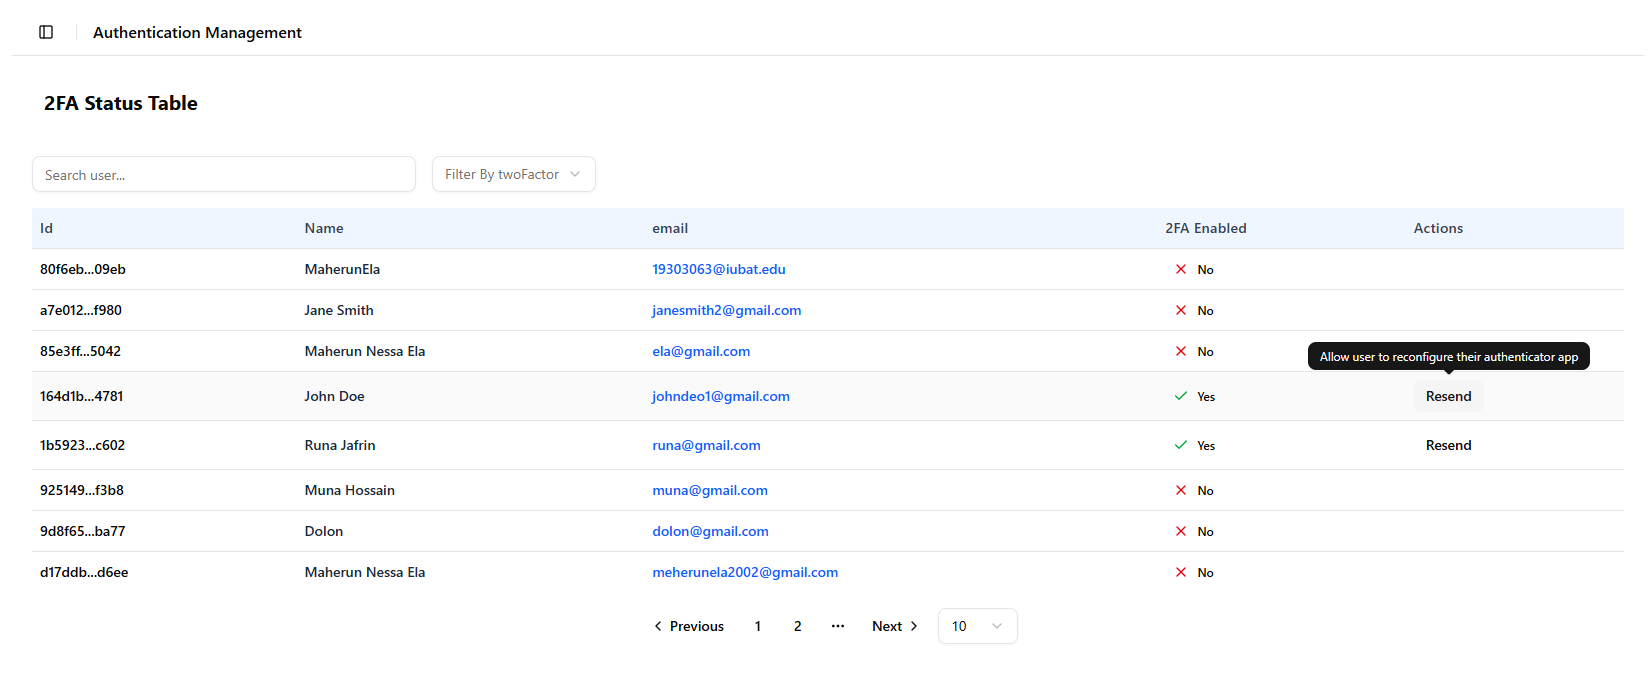 Authentication Management
2FA Status Table
Search user...
Filter By twoFactor
Id Name email 2FA Enabled Actions
80f6eb...09eb MaherunEla 19303063@iubat.edu No
a7e012...f980 Jane Smith janesmith2@gmail.com No
85e3ff...5042 Maherun Nessa Ela ela@gmail.com No
Allow user to reconfigure their authenticator app
164d1b...4781 John Doe johndeo1@gmail.com Yes Resend
1b5923...c602 Runa Jafrin runa@gmail.com Yes Resend
925149...f3b8 Muna Hossain muna@gmail.com No
9d8f65...ba77 Dolon dolon@gmail.com No
d17ddb...d6ee Maherun Nessa Ela meherunela2002@gmail.com No
Previous 1 2 ... Next 10